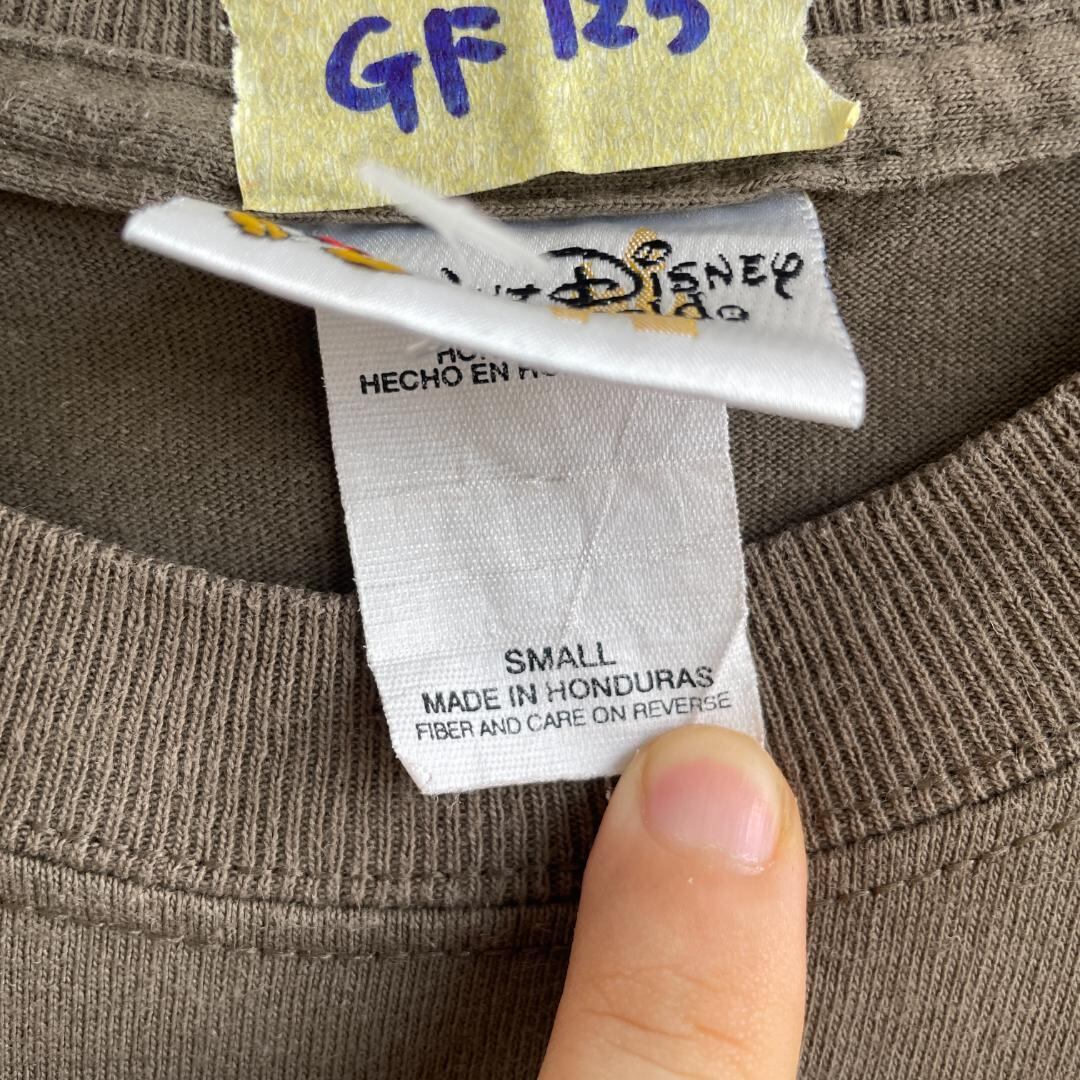 GF 125
DISNEY
HECHO EN
SMALL
MADE IN HONDURAS
FIBER AND CARE ON REVERSE